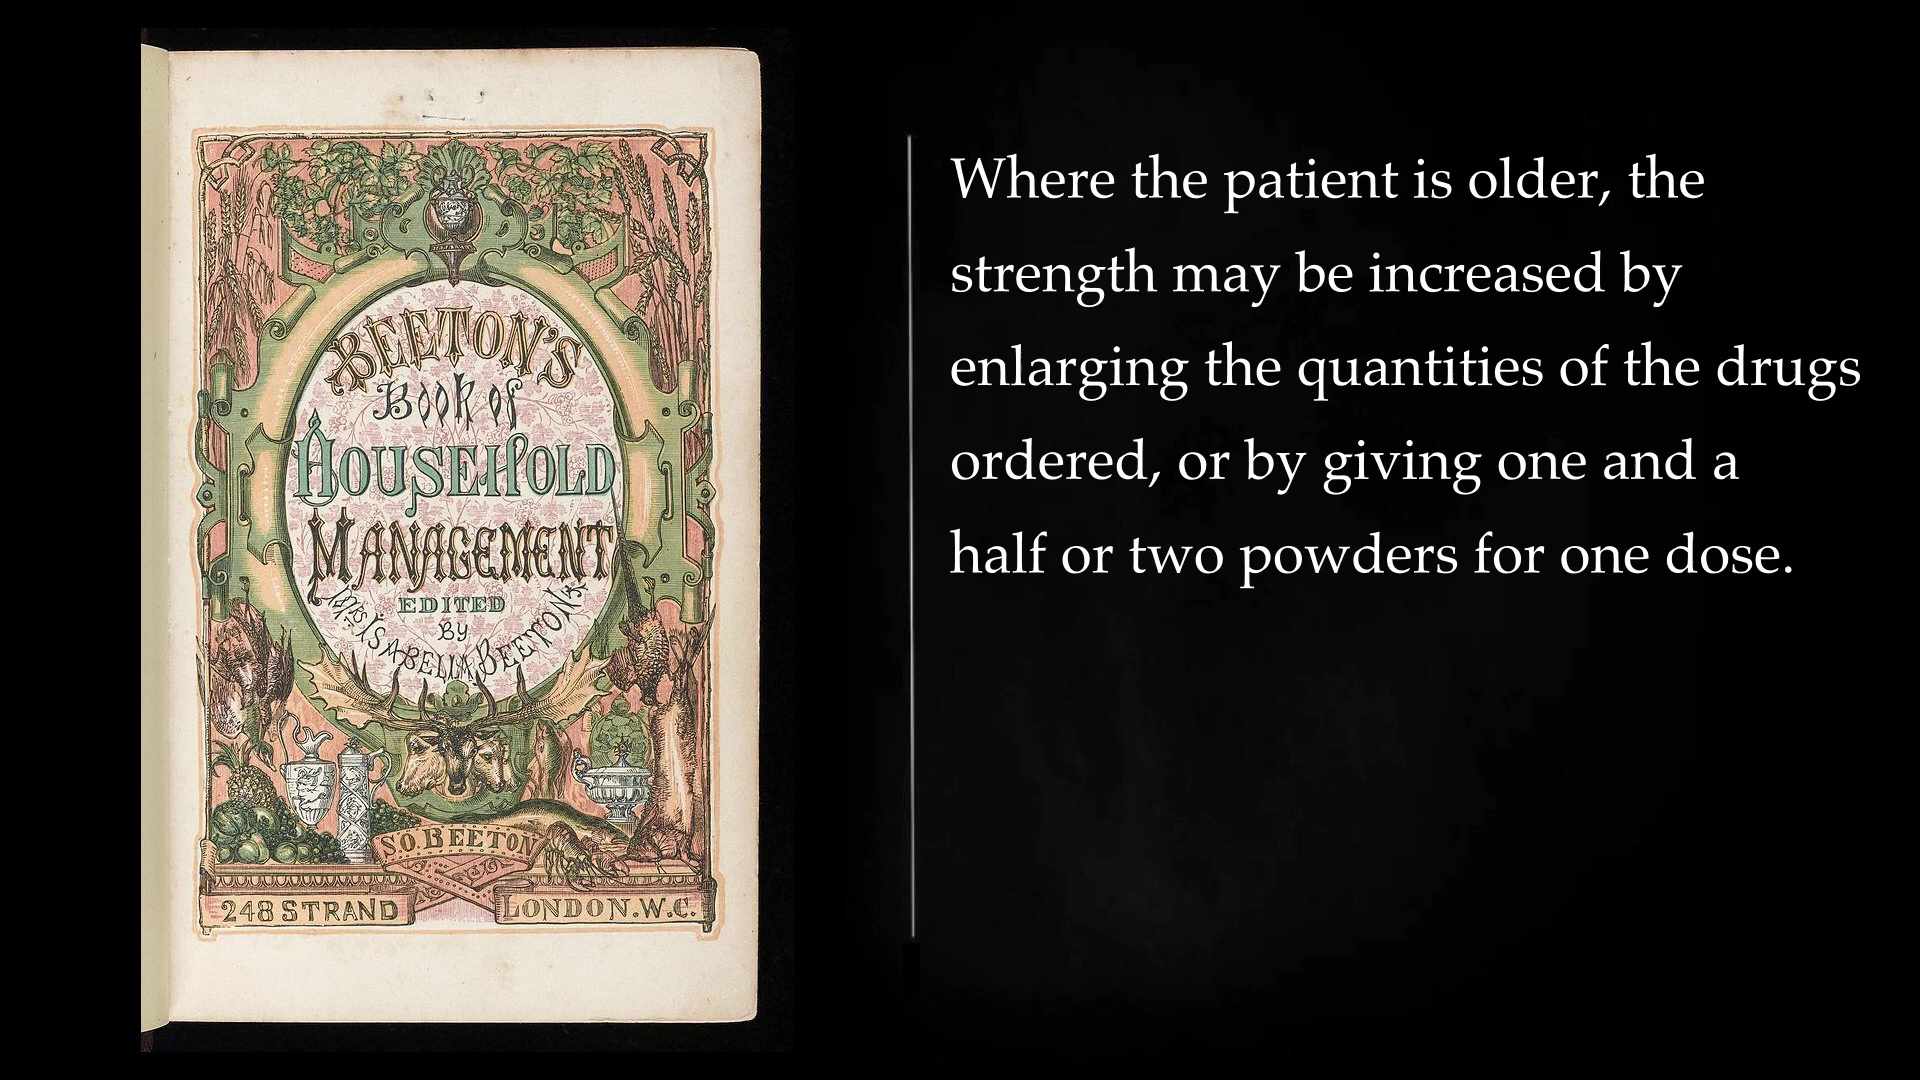 BEETON'S
Book of
HOUSEHOLD
MANAGEMENT
EDITED
BY
MRS ISABELLA BEETON
S.O. BEETON
248 STRAND
LONDON. W.C.
Where the patient is older, the
strength may be increased by
enlarging the quantities of the drugs
ordered, or by giving one and a
half or two powders for one dose.